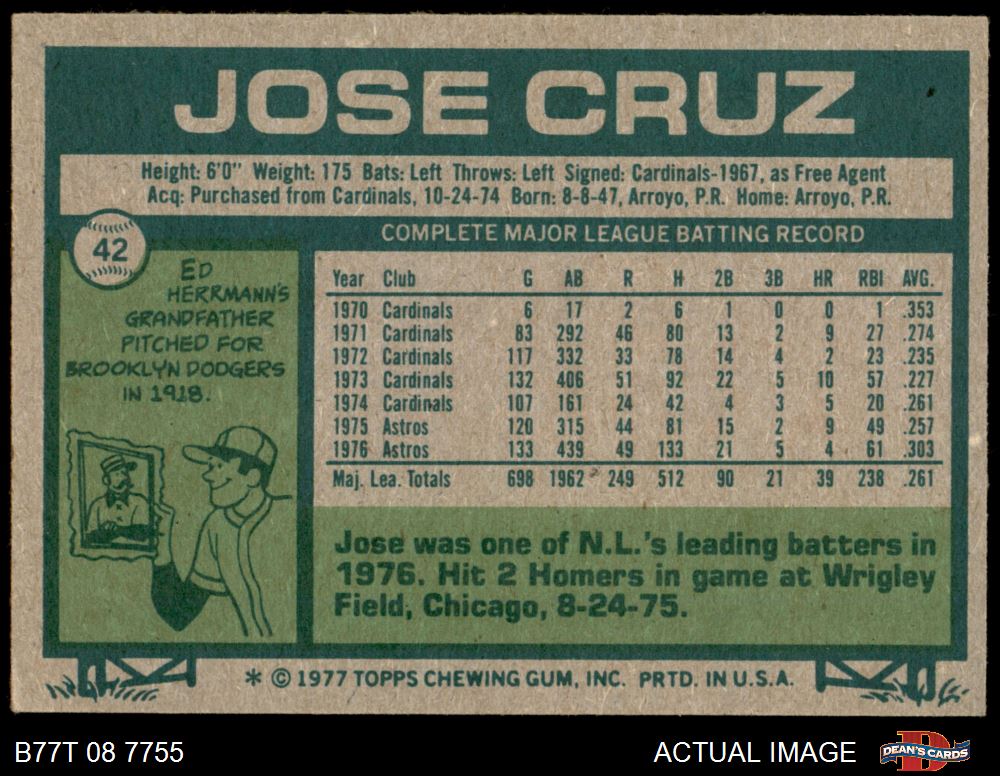 JOSE CRUZ
Height: 6'0" Weight: 175 Bats: Left Throws: Left Signed: Cardinals-1967, as Free Agent
Acq: Purchased from Cardinals, 10-24-74 Born: 8-8-47, Arroyo, P.R. Home: Arroyo, P.R.
42
ED
HERRMANN'S
GRANDFATHER
PITCHED FOR
BROOKLYN DODGERS
IN 1918.
COMPLETE MAJOR LEAGUE BATTING RECORD
Year Club G AB R H 2B 3B HR RBI AVG.
1970 Cardinals 6 17 2 6 1 0 0 1 .353
1971 Cardinals 83 292 46 80 13 2 9 27 .274
1972 Cardinals 117 332 33 78 14 4 2 23 .235
1973 Cardinals 132 406 51 92 22 5 10 57 .227
1974 Cardinals 107 161 24 42 4 3 5 20 .261
1975 Astros 120 315 44 81 15 2 9 49 .257
1976 Astros 133 439 49 133 21 5 4 61 .303
Maj. Lea. Totals 698 1962 249 512 90 21 39 238 .261
Jose was one of N.L.'s leading batters in
1976. Hit 2 Homers in game at Wrigley
Field, Chicago, 8-24-75.
* © 1977 TOPPS CHEWING GUM, INC. PRTD. IN U.S.A.
B77T 08 7755
ACTUAL IMAGE
DEAN'S CARDS